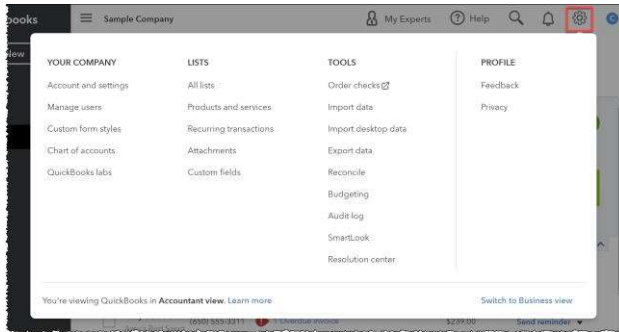 ooks
Sample Company
My Experts
Help
YOUR COMPANY
Account and settings
Manage users
Custom form styles
Chart of accounts
QuickBooks labs
LISTS
All lists
Products and services
Recurring transactions
Attachments
Custom fields
TOOLS
Order checks
Import data
Import desktop data
Export data
Reconcile
Budgeting
Audit log
SmartLook
Resolution center
PROFILE
Feedback
Privacy
You're viewing QuickBooks in Accountant view. Learn more
Switch to Business view
(650) 555-3311 1 Overdue invoice $239.00 Send reminder